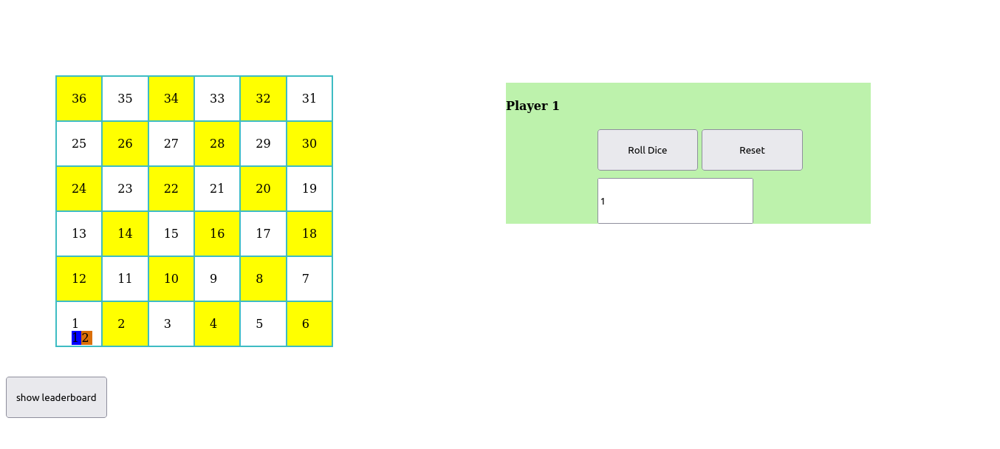 36 35 34 33 32 31
25 26 27 28 29 30
24 23 22 21 20 19
13 14 15 16 17 18
12 11 10 9 8 7
1 2 3 4 5 6
1 2
show leaderboard
Player 1
Roll Dice Reset
1